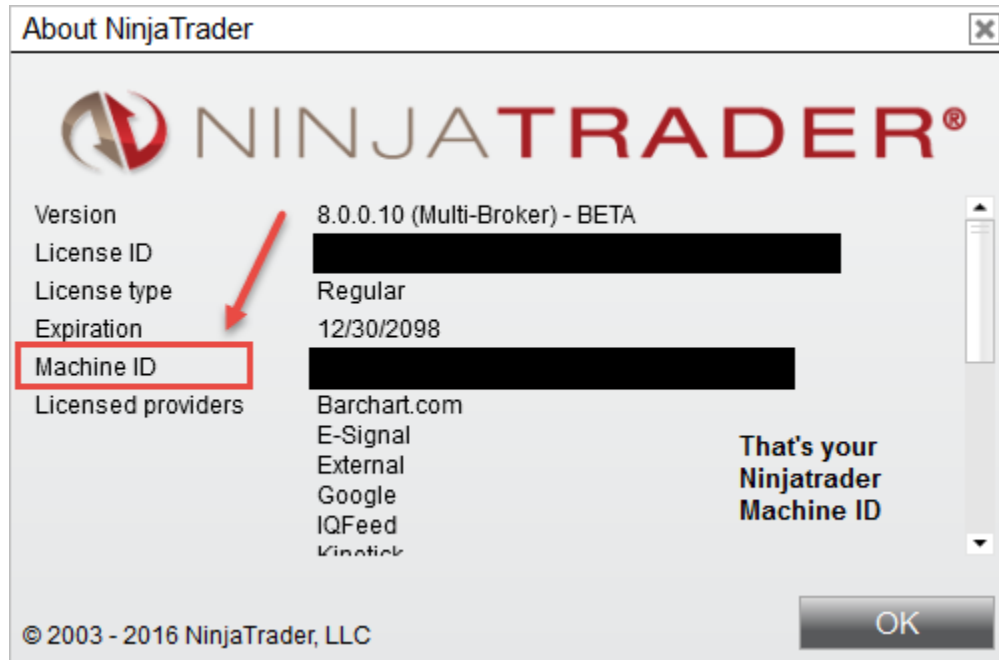 About NinjaTrader
NINJATRADER®
Version 8.0.0.10 (Multi-Broker) - BETA
License ID
License type Regular
Expiration 12/30/2098
Machine ID
Licensed providers Barchart.com
E-Signal
External
Google
IQFeed
Kinetick
That's your
Ninjatrader
Machine ID
© 2003 - 2016 NinjaTrader, LLC
OK